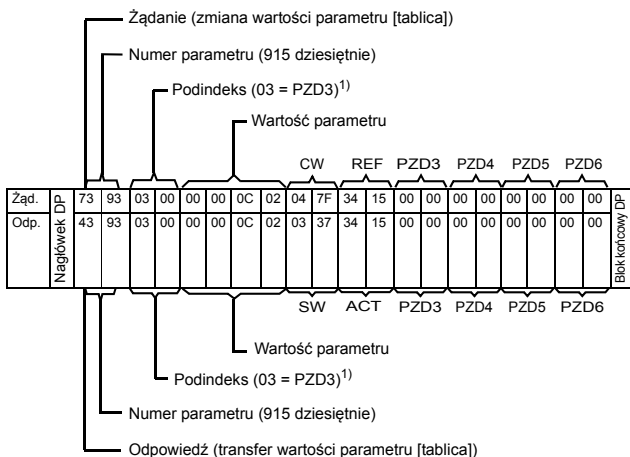 Żądanie (zmiana wartości parametru [tablica])
Numer parametru (915 dziesiętnie)
Podindeks (03 = PZD3)1)
Wartość parametru
CW REF PZD3 PZD4 PZD5 PZD6
Żąd. 73 93 03 00 00 00 0C 02 04 7F 34 15 00 00 00 00 00 00 00 00
Odp. 43 93 03 00 00 00 0C 02 03 37 34 15 00 00 00 00 00 00 00 00
Nagłówek DP
Blok końcowy DP
SW ACT PZD3 PZD4 PZD5 PZD6
Wartość parametru
Podindeks (03 = PZD3)1)
Numer parametru (915 dziesiętnie)
Odpowiedź (transfer wartości parametru [tablica])